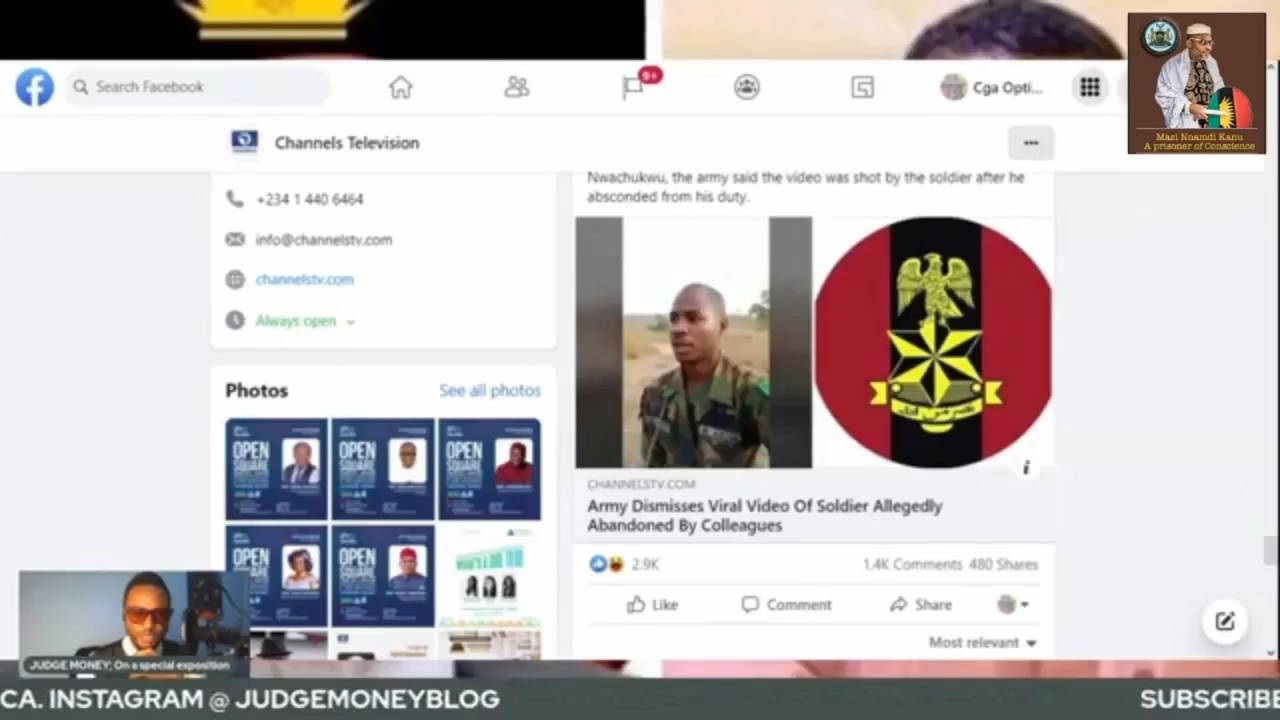 Search Facebook
9+
Cga Opti...
Mazi Nnamdi Kanu
A prisoner of Conscience
Channels Television
+234 1 440 6464
info@channelstv.com
channelstv.com
Always open
Photos
See all photos
OPEN
SQUARE
OPEN
SQUARE
OPEN
SQUARE
OPEN
OPEN
Nwachukwu, the army said the video was shot by the soldier after he
absconded from his duty.
CHANNELSTV.COM
Army Dismisses Viral Video Of Soldier Allegedly
Abandoned By Colleagues
2.9K
1.4K Comments 480 Shares
Like
Comment
Share
Most relevant
JUDGE MONEY; On a special exposition
CA. INSTAGRAM @ JUDGEMONEYBLOG
SUBSCRIBE